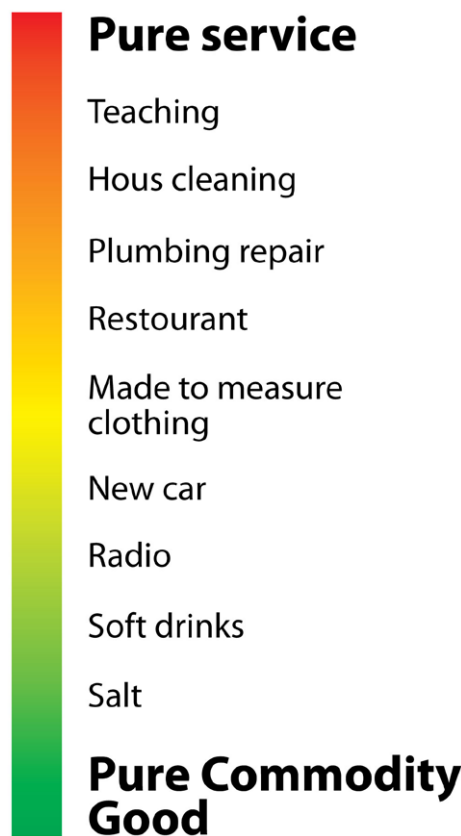 Pure service
Teaching
Hous cleaning
Plumbing repair
Restourant
Made to measure
clothing
New car
Radio
Soft drinks
Salt
Pure Commodity
Good